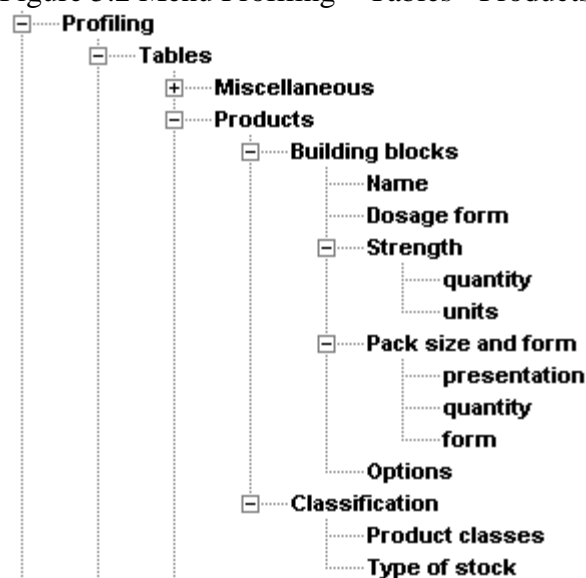 Figure 3.2 Menu Profiling – Tables - Products
Profiling
Tables
Miscellaneous
Products
Building blocks
Name
Dosage form
Strength
quantity
units
Pack size and form
presentation
quantity
form
Options
Classification
Product classes
Type of stock